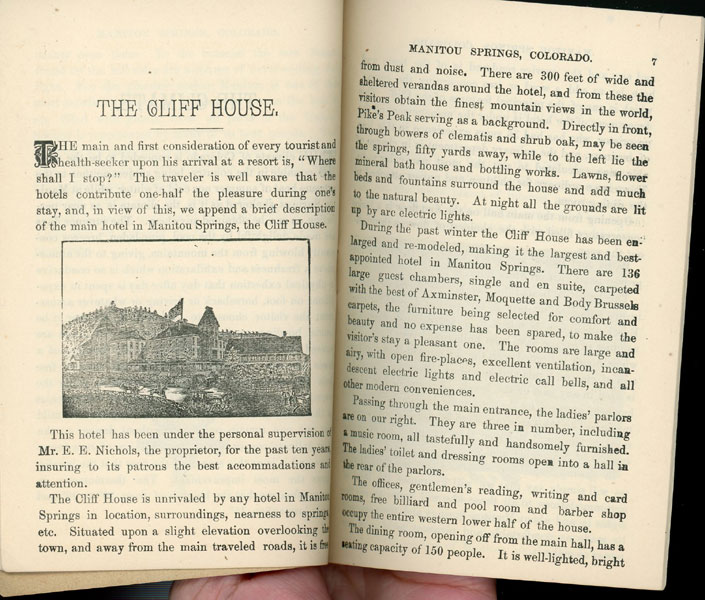 THE CLIFF HOUSE.
THE main and first consideration of every tourist and
health-seeker upon his arrival at a resort is, "Where
shall I stop?" The traveler is well aware that the
hotels contribute one-half the pleasure during one's
stay, and, in view of this, we append a brief description
of the main hotel in Manitou Springs, the Cliff House.
This hotel has been under the personal supervision of
Mr. E. E. Nichols, the proprietor, for the past ten years,
insuring to its patrons the best accommodations and
attention.
The Cliff House is unrivaled by any hotel in Manitou
Springs in location, surroundings, nearness to springs,
etc. Situated upon a slight elevation overlooking the
town, and away from the main traveled roads, it is free
MANITOU SPRINGS, COLORADO. 7
from dust and noise. There are 300 feet of wide and
sheltered verandas around the hotel, and from these the
visitors obtain the finest mountain views in the world,
Pike's Peak serving as a background. Directly in front,
through bowers of clematis and shrub oak, may be seen
the springs, fifty yards away, while to the left lie the
mineral bath house and bottling works. Lawns, flower
beds and fountains surround the house and add much
to the natural beauty. At night all the grounds are lit
up by arc electric lights.
During the past winter the Cliff House has been en-
larged and re-modeled, making it the largest and best-
appointed hotel in Manitou Springs. There are 136
large guest chambers, single and en suite, carpeted
with the best of Axminster, Moquette and Body Brussels
carpets, the furniture being selected for comfort and
beauty and no expense has been spared, to make the
visitor's stay a pleasant one. The rooms are large and
airy, with open fire-places, excellent ventilation, incan-
descent electric lights and electric call bells, and all
other modern conveniences.
Passing through the main entrance, the ladies' parlors
are on our right. They are three in number, including
a music room, all tastefully and handsomely furnished.
The ladies' toilet and dressing rooms open into a hall in
the rear of the parlors.
The offices, gentlemen's reading, writing and card
rooms, free billiard and pool room and barber shop
occupy the entire western lower half of the house.
The dining room, opening off from the main hall, has a
seating capacity of 150 people. It is well-lighted, bright